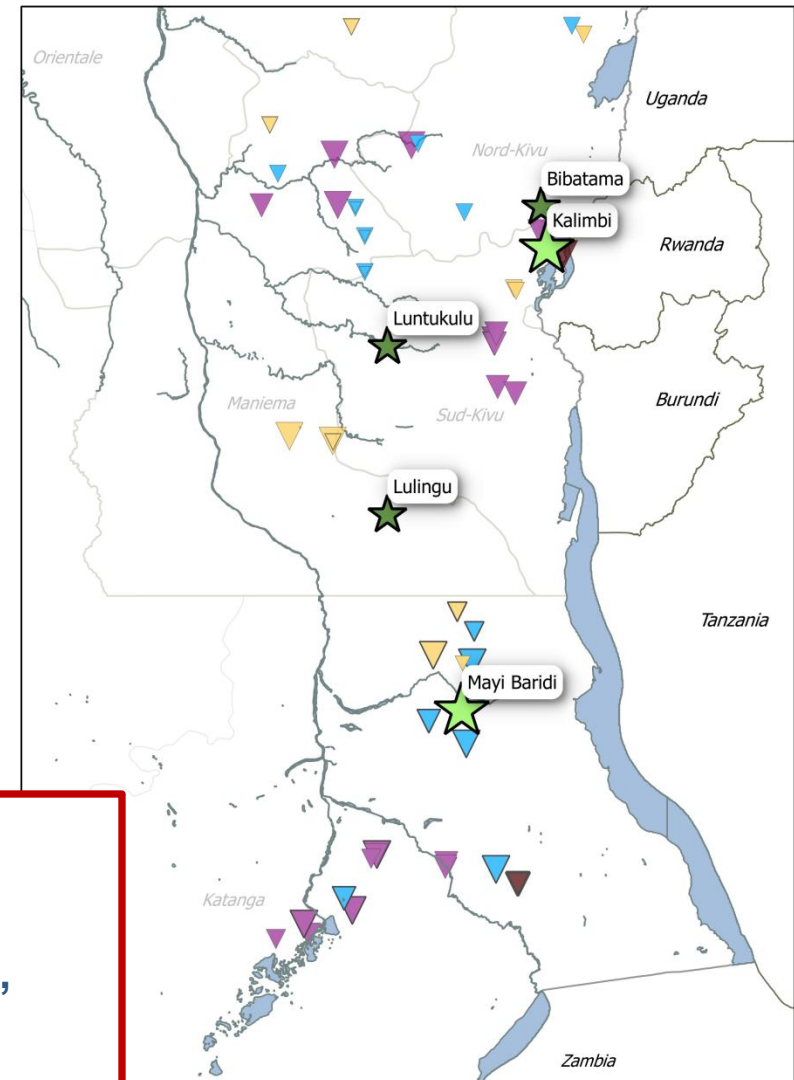 Orientale
Uganda
Nord-Kivu
Bibatama
Kalimbi
Rwanda
Luntukulu
Maniema
Sud-Kivu
Burundi
Lulingu
Tanzania
Mayi Baridi
Katanga
,
Zambia